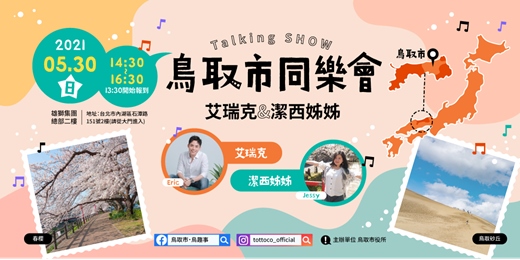 2021
05.30
日
14:30
16:30
13:30開始報到
Talking SHOW
鳥取市同樂會
艾瑞克&潔西姊姊
鳥取市
雄獅集團
總部二樓
地址：台北市內湖區石潭路
151號2樓(請從大門進入)
艾瑞克
Eric
潔西姊姊
Jessy
春櫻
鳥取市·鳥趣事
tottoco_official
主辦單位 鳥取市役所
鳥取砂丘